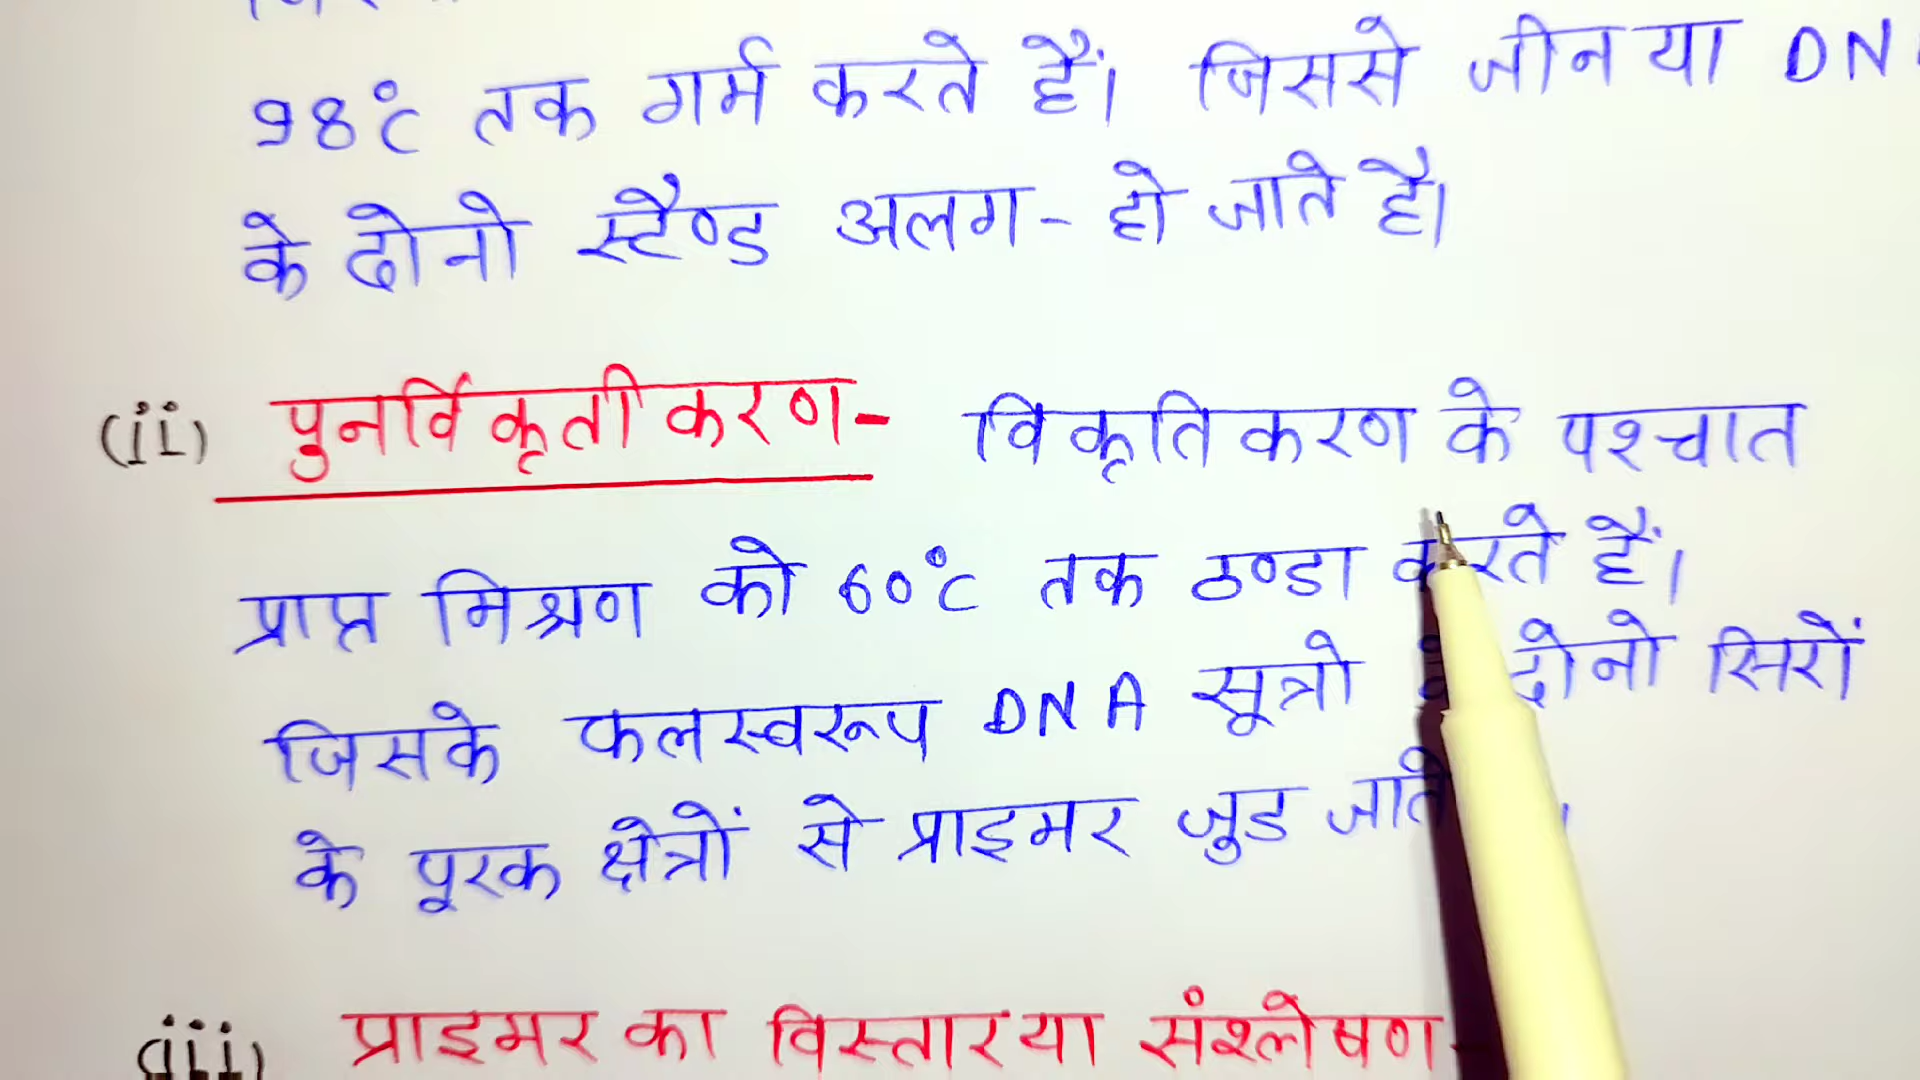 98°C तक गर्म करते हैं। जिससे जीन या DN
के दोनो स्टैण्ड अलग- हो जाते है।
(ii) पुनर्विकृतीकरण- विकृतिकरण के पश्चात
प्राप्त मिश्रण को 60°C तक ठण्डा करते हैं।
जिसके फलस्वरूप DNA सूत्रो दोनो सिरों
के पूरक क्षेत्रों से प्राइमर जुड जाते
(iii) प्राइमर का विस्तार या संश्लेषण-